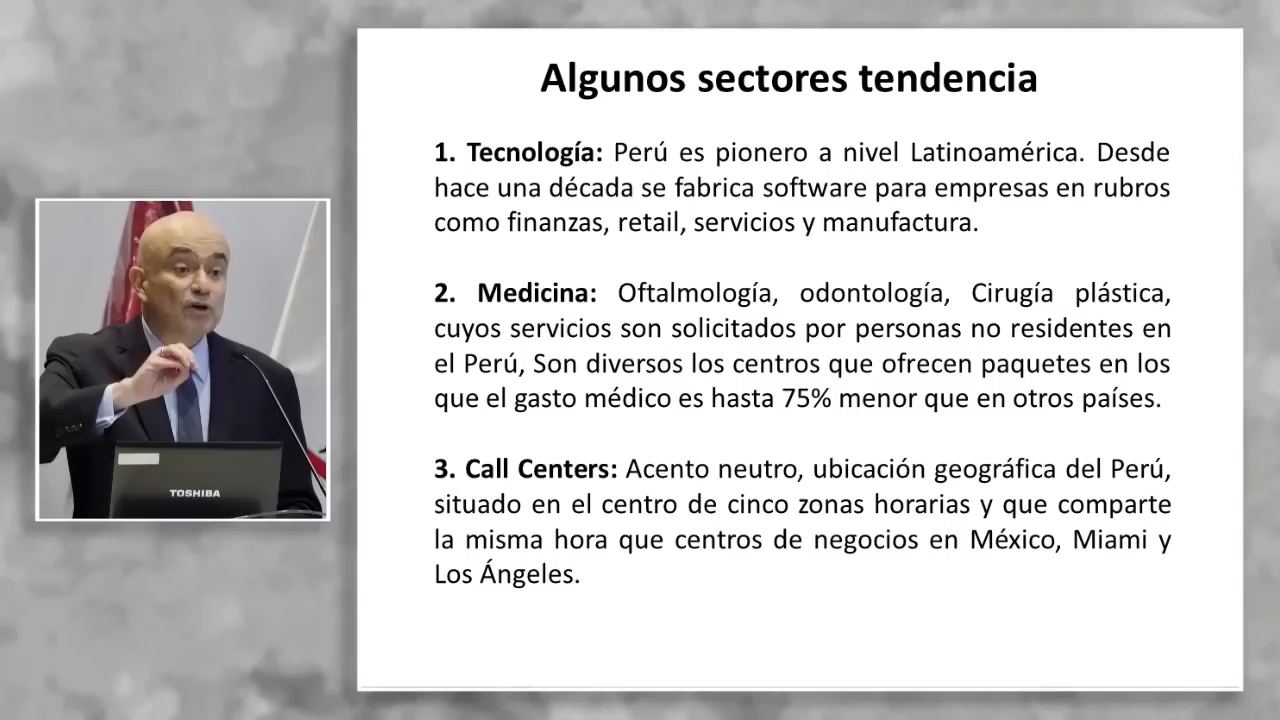 Algunos sectores tendencia
1. Tecnología: Perú es pionero a nivel Latinoamérica. Desde
hace una década se fabrica software para empresas en rubros
como finanzas, retail, servicios y manufactura.
2. Medicina: Oftalmología, odontología, Cirugía plástica,
cuyos servicios son solicitados por personas no residentes en
el Perú, Son diversos los centros que ofrecen paquetes en los
que el gasto médico es hasta 75% menor que en otros países.
3. Call Centers: Acento neutro, ubicación geográfica del Perú,
situado en el centro de cinco zonas horarias y que comparte
la misma hora que centros de negocios en México, Miami y
Los Ángeles.
TOSHIBA